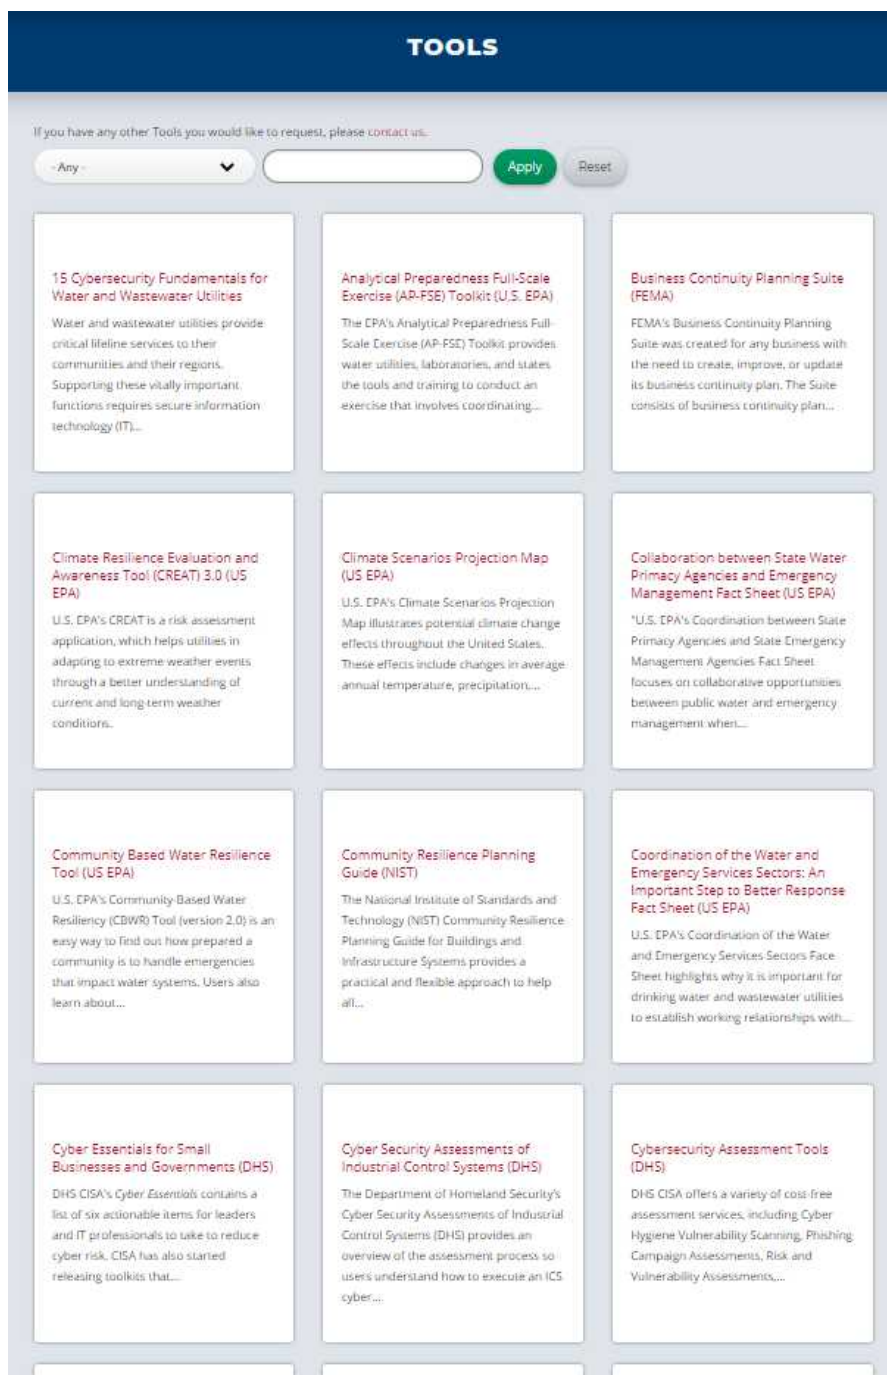 TOOLS
If you have any other Tools you would like to request, please contact us.
- Any -
Apply
Reset
15 Cybersecurity Fundamentals for
Water and Wastewater Utilities
Water and wastewater utilities provide
critical lifeline services to their
communities and their regions.
Supporting these vitally important
functions requires secure information
technology (IT)...
Analytical Preparedness Full-Scale
Exercise (AP-FSE) Toolkit (U.S. EPA)
The EPA's Analytical Preparedness Full-
Scale Exercise (AP-FSE) Toolkit provides
water utilities, laboratories, and states
the tools and training to conduct an
exercise that involves coordinating...
Business Continuity Planning Suite
(FEMA)
FEMA's Business Continuity Planning
Suite was created for any business with
the need to create, improve, or update
its business continuity plan. The Suite
consists of business continuity plan...
Climate Resilience Evaluation and
Awareness Tool (CREAT) 3.0 (US
EPA)
U.S. EPA's CREAT is a risk assessment
application, which helps utilities in
adapting to extreme weather events
through a better understanding of
current and long-term weather
conditions.
Climate Scenarios Projection Map
(US EPA)
U.S. EPA's Climate Scenarios Projection
Map illustrates potential climate change
effects throughout the United States.
These effects include changes in average
annual temperature, precipitation,...
Collaboration between State Water
Primacy Agencies and Emergency
Management Fact Sheet (US EPA)
"U.S. EPA's Coordination between State
Primacy Agencies and State Emergency
Management Agencies Fact Sheet
focuses on collaborative opportunities
between public water and emergency
management when...
Community Based Water Resilience
Tool (US EPA)
U.S. EPA's Community-Based Water
Resiliency (CBWR) Tool (version 2.0) is an
easy way to find out how prepared a
community is to handle emergencies
that impact water systems. Users also
learn about...
Community Resilience Planning
Guide (NIST)
The National Institute of Standards and
Technology (NIST) Community Resilience
Planning Guide for Buildings and
Infrastructure Systems provides a
practical and flexible approach to help
all...
Coordination of the Water and
Emergency Services Sectors: An
Important Step to Better Response
Fact Sheet (US EPA)
U.S. EPA's Coordination of the Water
and Emergency Services Sectors Face
Sheet highlights why it is important for
drinking water and wastewater utilities
to establish working relationships with...
Cyber Essentials for Small
Businesses and Governments (DHS)
DHS CISA's Cyber Essentials contains a
list of six actionable items for leaders
and IT professionals to take to reduce
cyber risk. CISA has also started
releasing toolkits that...
Cyber Security Assessments of
Industrial Control Systems (DHS)
The Department of Homeland Security's
Cyber Security Assessments of Industrial
Control Systems (DHS) provides an
overview of the assessment process so
users understand how to execute an ICS
cyber...
Cybersecurity Assessment Tools
(DHS)
DHS CISA offers a variety of cost-free
assessment services, including Cyber
Hygiene Vulnerability Scanning, Phishing
Campaign Assessments, Risk and
Vulnerability Assessments,...